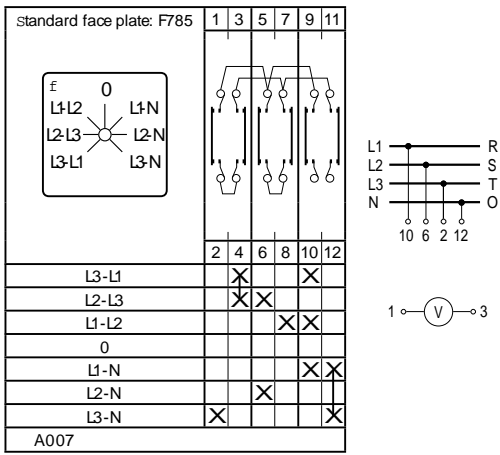 Standard face plate: F785 1 3 5 7 9 11
f 0
L1-L2 L1-N
L2-L3 L2-N
L3-L1 L3-N
L1 R
L2 S
L3 T
N O
10 6 2 12
2 4 6 8 10 12
L3-L1 X X
L2-L3 X X
1 V 3
L1-L2 X X
0
L1-N X X
L2-N X
L3-N X X
A007